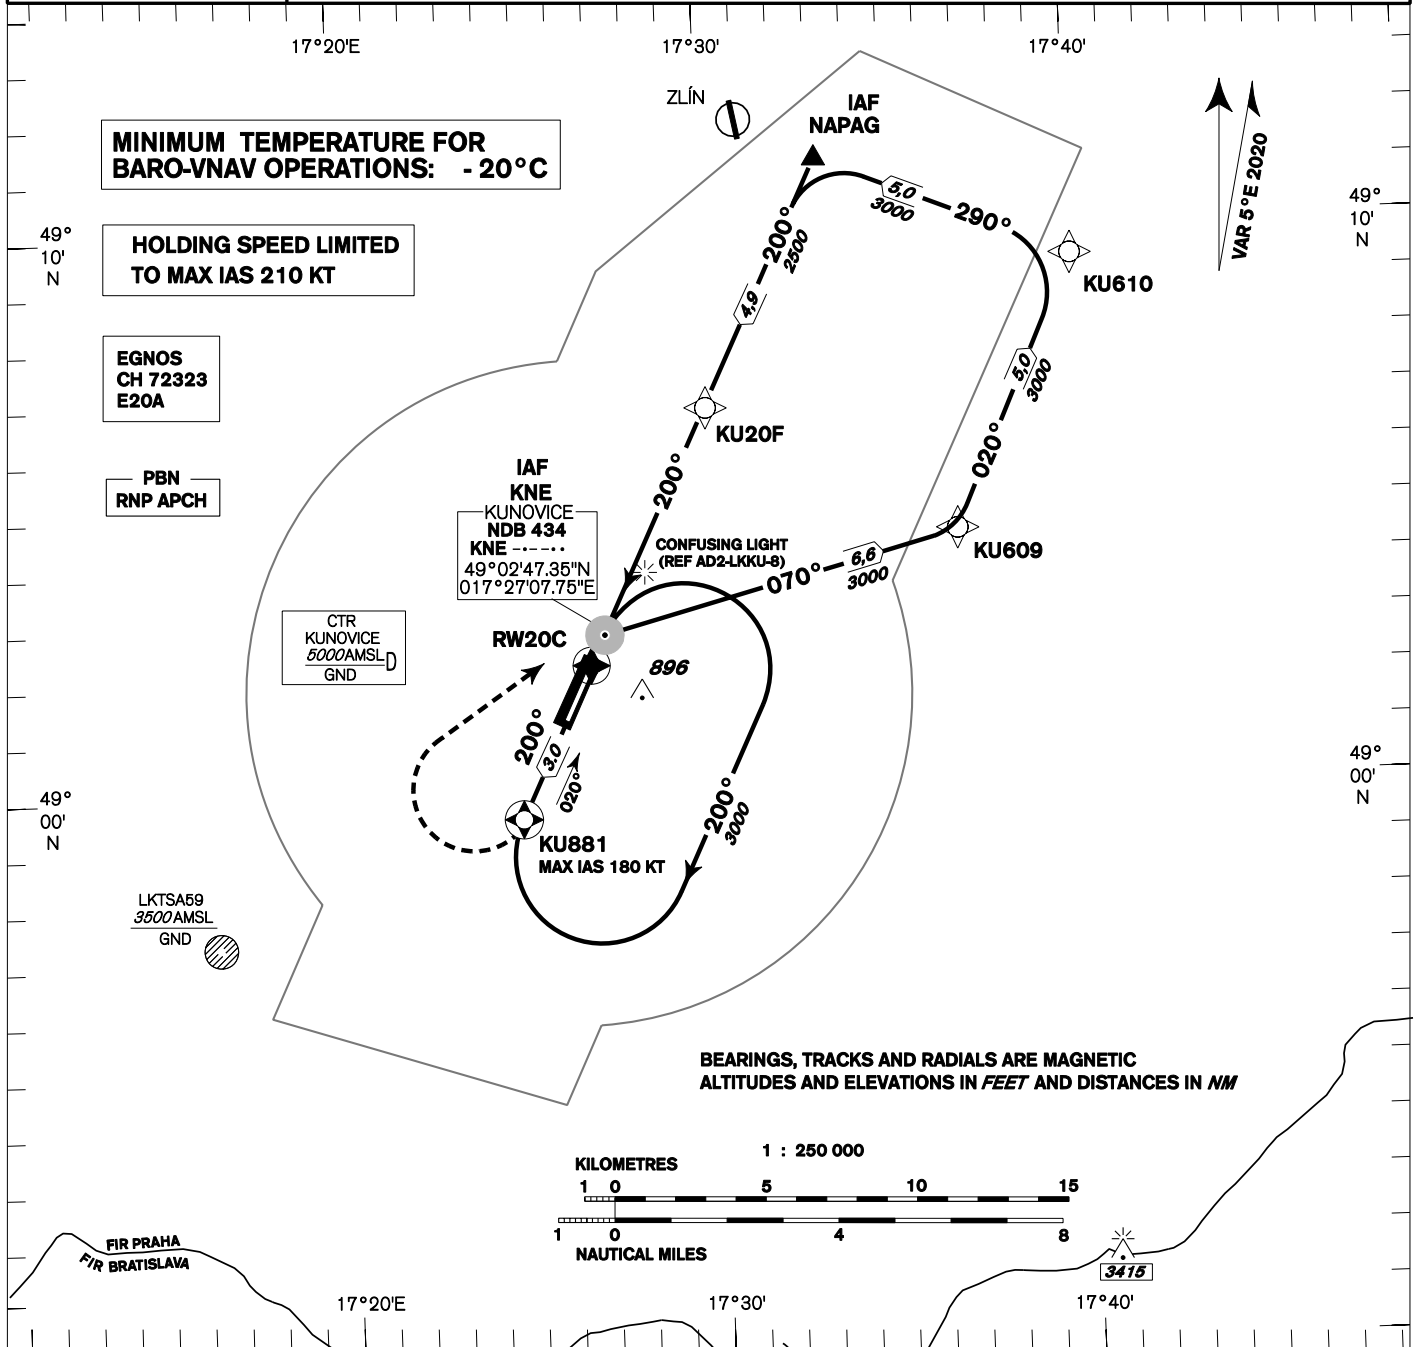 17°20'E
17°30'
17°40'
ZLÍN
IAF
NAPAG
MINIMUM TEMPERATURE FOR
BARO-VNAV OPERATIONS: - 20°C
VAR 5°E 2020
5,0
3000
290°
49°
10'
N
200°
2500
49°
10'
N
HOLDING SPEED LIMITED
TO MAX IAS 210 KT
KU610
4,9
EGNOS
CH 72323
E20A
5,0
3000
KU20F
020°
IAF
KNE
KUNOVICE
NDB 434
KNE -·- -· ·
49°02'47.35"N
017°27'07.75"E
200°
PBN
RNP APCH
CONFUSING LIGHT
(REF AD2-LKKU-8)
KU609
6,6
3000
070°
CTR
KUNOVICE
5000AMSL
GND
D
RW20C
896
200°
3.0
020°
49°
00'
N
49°
00'
N
200°
3000
KU881
MAX IAS 180 KT
LKTSA59
3500AMSL
GND
BEARINGS, TRACKS AND RADIALS ARE MAGNETIC
ALTITUDES AND ELEVATIONS IN FEET AND DISTANCES IN NM
1 : 250 000
KILOMETRES
1 0 5 10 15
1 0 4 8
NAUTICAL MILES
FIR PRAHA
FIR BRATISLAVA
3415
17°20'E
17°30'
17°40'